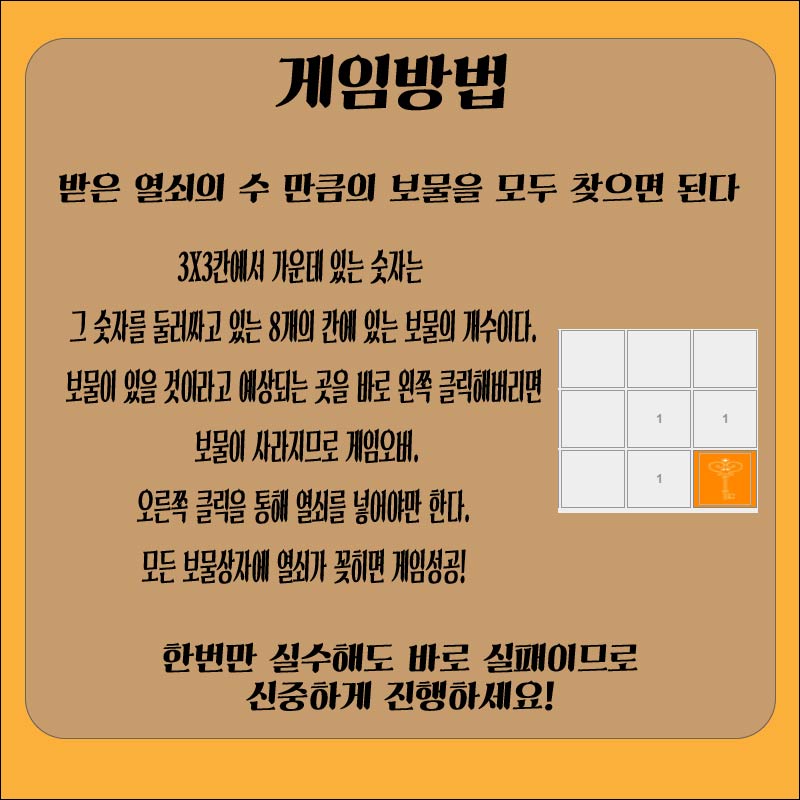 게임방법
받은 열쇠의 수 만큼의 보물을 모두 찾으면 된다
3X3칸에서 가운데 있는 숫자는
그 숫자를 둘러싸고 있는 8개의 칸에 있는 보물의 개수이다.
보물이 있을 것이라고 예상되는 곳을 바로 왼쪽 클릭해버리면
보물이 사라지므로 게임오버.
오른쪽 클릭을 통해 열쇠를 넣어야만 한다.
모든 보물상자에 열쇠가 꽂히면 게임성공!
1 1
1
한번만 실수해도 바로 실패이므로
신중하게 진행하세요!